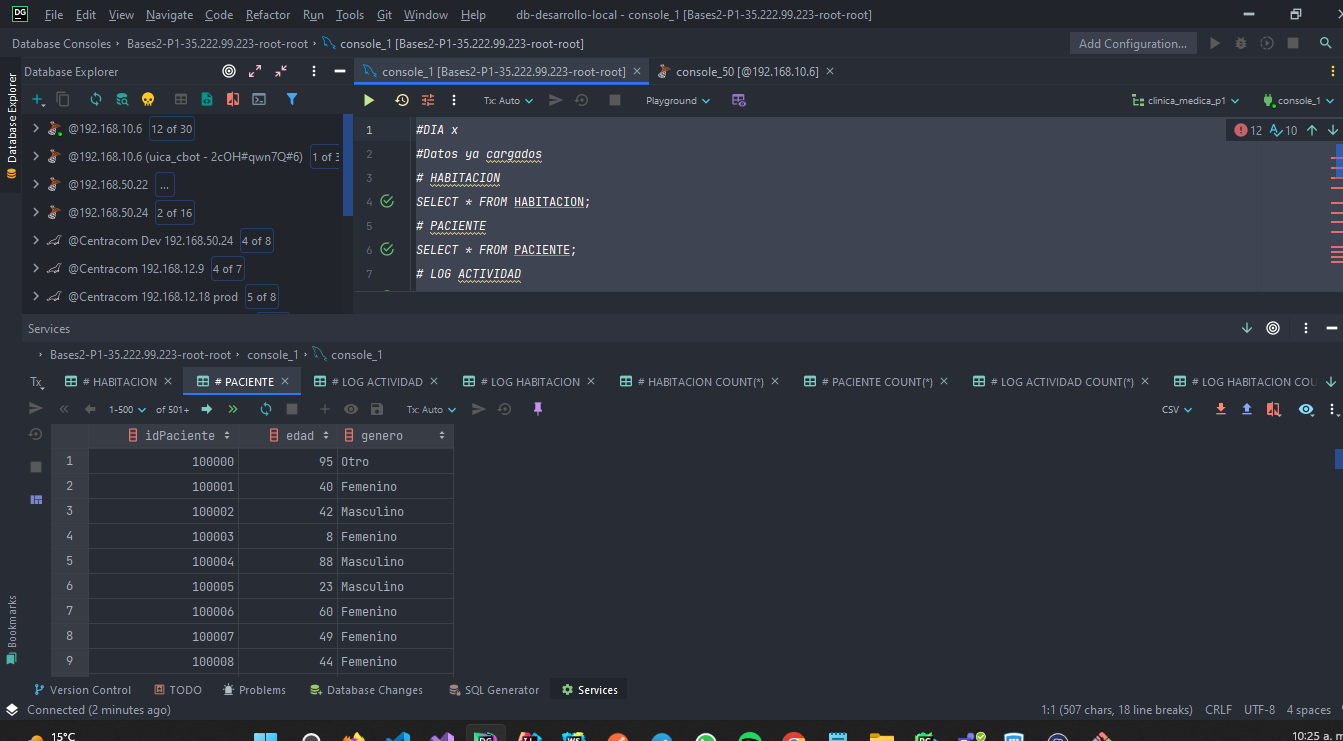 DG File Edit View Navigate Code Refactor Run Tools Git Window Help db-desarrollo-local - console_1 [Bases2-P1-35.222.99.223-root-root]
Database Consoles › Bases2-P1-35.222.99.223-root-root › console_1 [Bases2-P1-35.222.99.223-root-root] Add Configuration...
Database Explorer
Database Explorer
console_1 [Bases2-P1-35.222.99.223-root-root] console_50 [@192.168.10.6]
Tx: Auto Playground clinica_medica_p1 console_1
@192.168.10.6 12 of 30
@192.168.10.6 (uica_cbot - 2cOH#qwn7Q#6) 1 of 3
@192.168.50.22 ...
@192.168.50.24 2 of 16
@Centracom Dev 192.168.50.24 4 of 8
@Centracom 192.168.12.9 4 of 7
@Centracom 192.168.12.18 prod 5 of 8
1 #DIA x
12 10
2 #Datos ya cargados
3 # HABITACION
4 SELECT * FROM HABITACION;
5 # PACIENTE
6 SELECT * FROM PACIENTE;
7 # LOG ACTIVIDAD
Services
› Bases2-P1-35.222.99.223-root-root › console_1 › console_1
Tx # HABITACION # PACIENTE # LOG ACTIVIDAD # LOG HABITACION # HABITACION COUNT(*) # PACIENTE COUNT(*) # LOG ACTIVIDAD COUNT(*) # LOG HABITACION COU
1-500 of 501+ Tx: Auto CSV
idPaciente edad genero
1 100000 95 Otro
2 100001 40 Femenino
3 100002 42 Masculino
4 100003 8 Femenino
5 100004 88 Masculino
6 100005 23 Masculino
7 100006 60 Femenino
8 100007 49 Femenino
9 100008 44 Femenino
Bookmarks
Version Control TODO Problems Database Changes SQL Generator Services
Connected (2 minutes ago) 1:1 (507 chars, 18 line breaks) CRLF UTF-8 4 spaces
15°C 10:25 a.